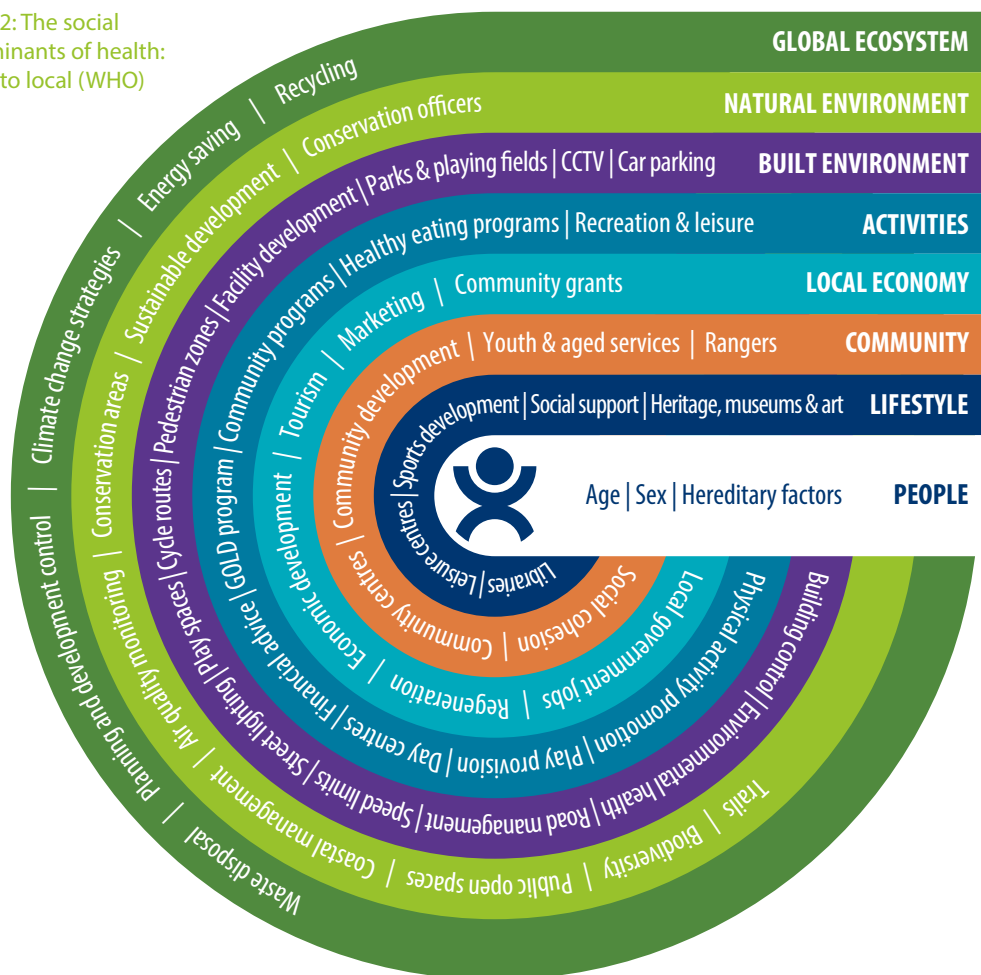 2: The social
minants of health:
to local (WHO)
Waste disposal | Planning and development control | Climate change strategies | Energy saving | Recycling GLOBAL ECOSYSTEM
Trails | Biodiversity | Public open spaces | Coastal management | Air quality monitoring | Conservation areas | Sustainable development | Conservation officers NATURAL ENVIRONMENT
Building control | Environmental health | Road management | Speed limits | Street lighting | Play spaces | Cycle routes | Pedestrian zones | Facility development | Parks & playing fields | CCTV | Car parking BUILT ENVIRONMENT
Physical activity promotion | Play provision | Day centres | Financial advice | GOLD program | Community programs | Healthy eating programs | Recreation & leisure ACTIVITIES
Local government jobs | Regeneration | Economic development | Tourism | Marketing | Community grants LOCAL ECONOMY
Social cohesion | Community centres | Community development | Youth & aged services | Rangers COMMUNITY
Libraries | Leisure centres | Sports development | Social support | Heritage, museums & art LIFESTYLE
Age | Sex | Hereditary factors PEOPLE